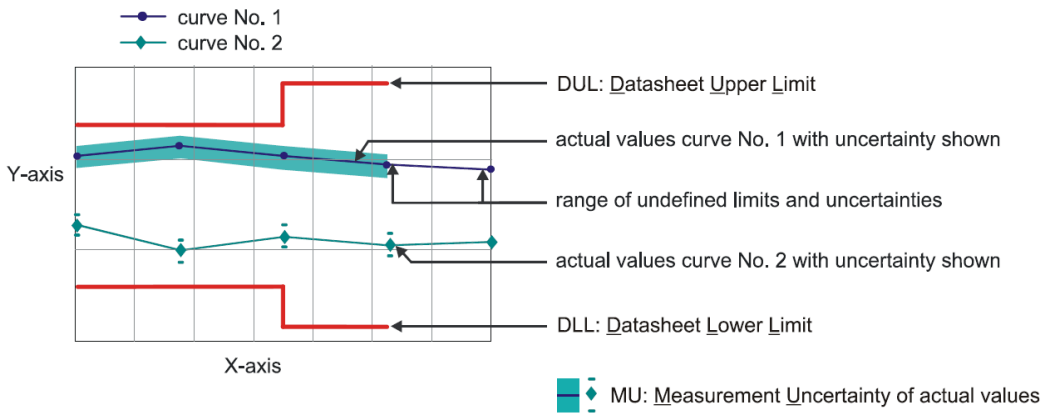 curve No. 1
curve No. 2
DUL: Datasheet Upper Limit
actual values curve No. 1 with uncertainty shown
Y-axis
range of undefined limits and uncertainties
actual values curve No. 2 with uncertainty shown
DLL: Datasheet Lower Limit
X-axis
MU: Measurement Uncertainty of actual values